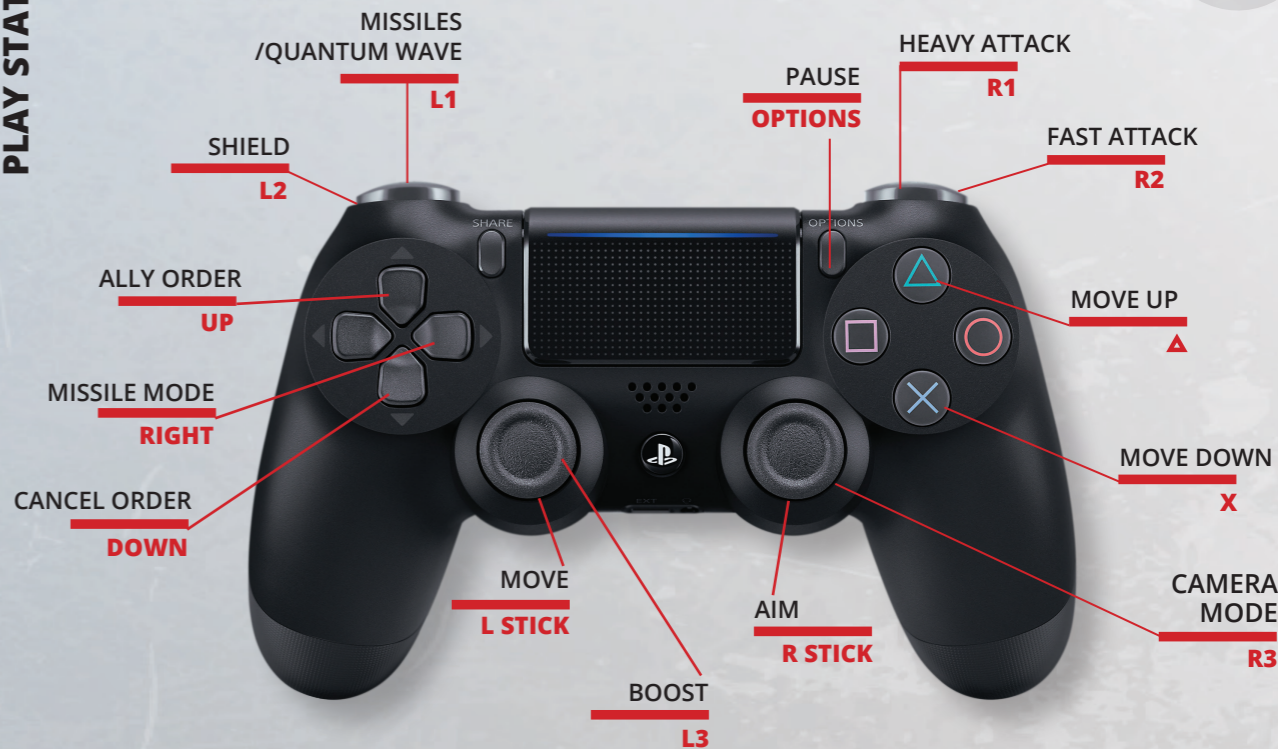 PLAY STAT
MISSILES
/QUANTUM WAVE
L1
SHIELD
L2
ALLY ORDER
UP
MISSILE MODE
RIGHT
CANCEL ORDER
DOWN
MOVE
L STICK
BOOST
L3
PAUSE
OPTIONS
HEAVY ATTACK
R1
FAST ATTACK
R2
MOVE UP
△
MOVE DOWN
X
CAMERA
MODE
R3
AIM
R STICK
SHARE
OPTIONS
EXT